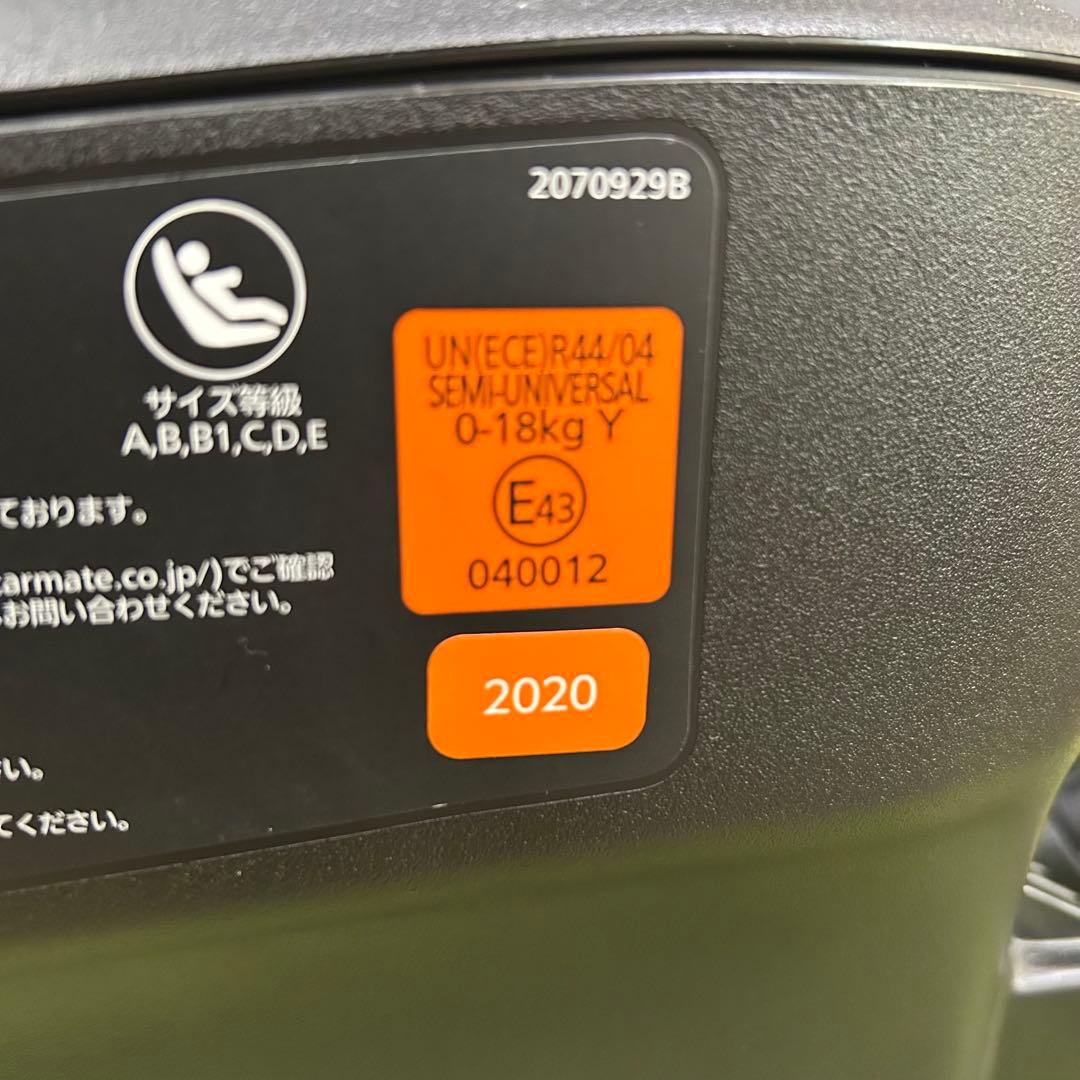 2070929B
サイズ等級
A,B,B1,C,D,E
UN(ECE)R44/04
SEMI-UNIVERSAL
0-18kg Y
E43
040012
2020
ております。
carmate.co.jp/)でご確認
お問い合わせください。
さい。
てください。